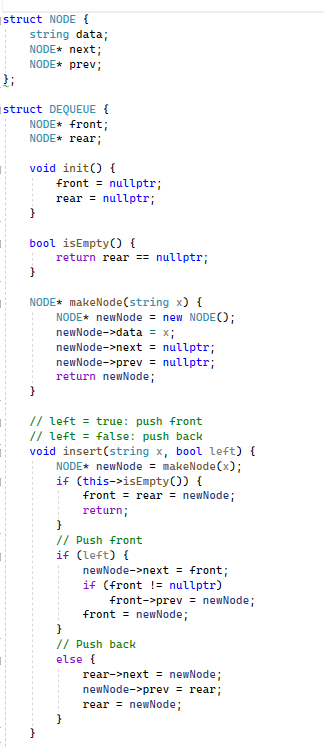 struct NODE {
    string data;
    NODE* next;
    NODE* prev;
};

struct DEQUEUE {
    NODE* front;
    NODE* rear;

    void init() {
        front = nullptr;
        rear = nullptr;
    }

    bool isEmpty() {
        return rear == nullptr;
    }

    NODE* makeNode(string x) {
        NODE* newNode = new NODE();
        newNode->data = x;
        newNode->next = nullptr;
        newNode->prev = nullptr;
        return newNode;
    }

    // left = true: push front
    // left = false: push back
    void insert(string x, bool left) {
        NODE* newNode = makeNode(x);
        if (this->isEmpty()) {
            front = rear = newNode;
            return;
        }
        // Push front
        if (left) {
            newNode->next = front;
            if (front != nullptr)
                front->prev = newNode;
            front = newNode;
        }
        // Push back
        else {
            rear->next = newNode;
            newNode->prev = rear;
            rear = newNode;
        }
    }